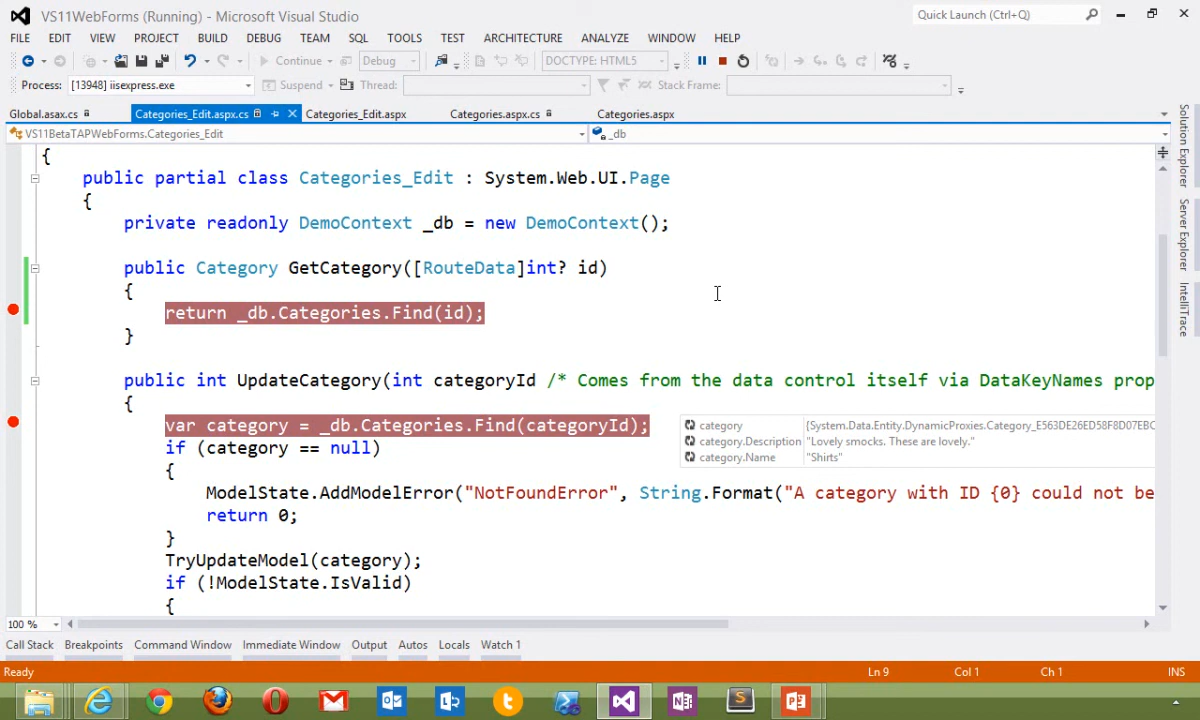 VS11WebForms (Running) - Microsoft Visual Studio
Quick Launch (Ctrl+Q)
FILE EDIT VIEW PROJECT BUILD DEBUG TEAM SQL TOOLS TEST ARCHITECTURE ANALYZE WINDOW HELP
Continue Debug DOCTYPE: HTML5
Process: [13948] iisexpress.exe Suspend Thread: Stack Frame:
Global.asax.cs Categories_Edit.aspx.cs Categories_Edit.aspx Categories.aspx.cs Categories.aspx
VS11BetaTAPWebForms.Categories_Edit _db
{
public partial class Categories_Edit : System.Web.UI.Page
{
private readonly DemoContext _db = new DemoContext();
public Category GetCategory([RouteData]int? id)
{
return _db.Categories.Find(id);
}
public int UpdateCategory(int categoryId /* Comes from the data control itself via DataKeyNames prop
{
var category = _db.Categories.Find(categoryId);
category {System.Data.Entity.DynamicProxies.Category_E563DE26ED58F8D07EBC
category.Description "Lovely smocks. These are lovely."
category.Name "Shirts"
if (category == null)
{
ModelState.AddModelError("NotFoundError", String.Format("A category with ID {0} could not be
return 0;
}
TryUpdateModel(category);
if (!ModelState.IsValid)
{
Solution Explorer
Server Explorer
IntelliTrace
100 %
Call Stack Breakpoints Command Window Immediate Window Output Autos Locals Watch 1
Ready Ln 9 Col 1 Ch 1 INS